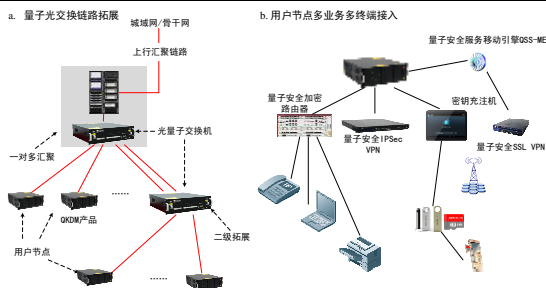 a. 量子光交换链路拓展
城域网/骨干网
上行汇聚链路
光量子交换机
一对多汇聚
......
QKDM产品
二级拓展
用户节点
......
b. 用户节点多业务多终端接入
量子安全服务移动引擎QSS-ME
量子安全加密
路由器
密钥充注机
量子安全IPSec
VPN
量子安全SSL VPN